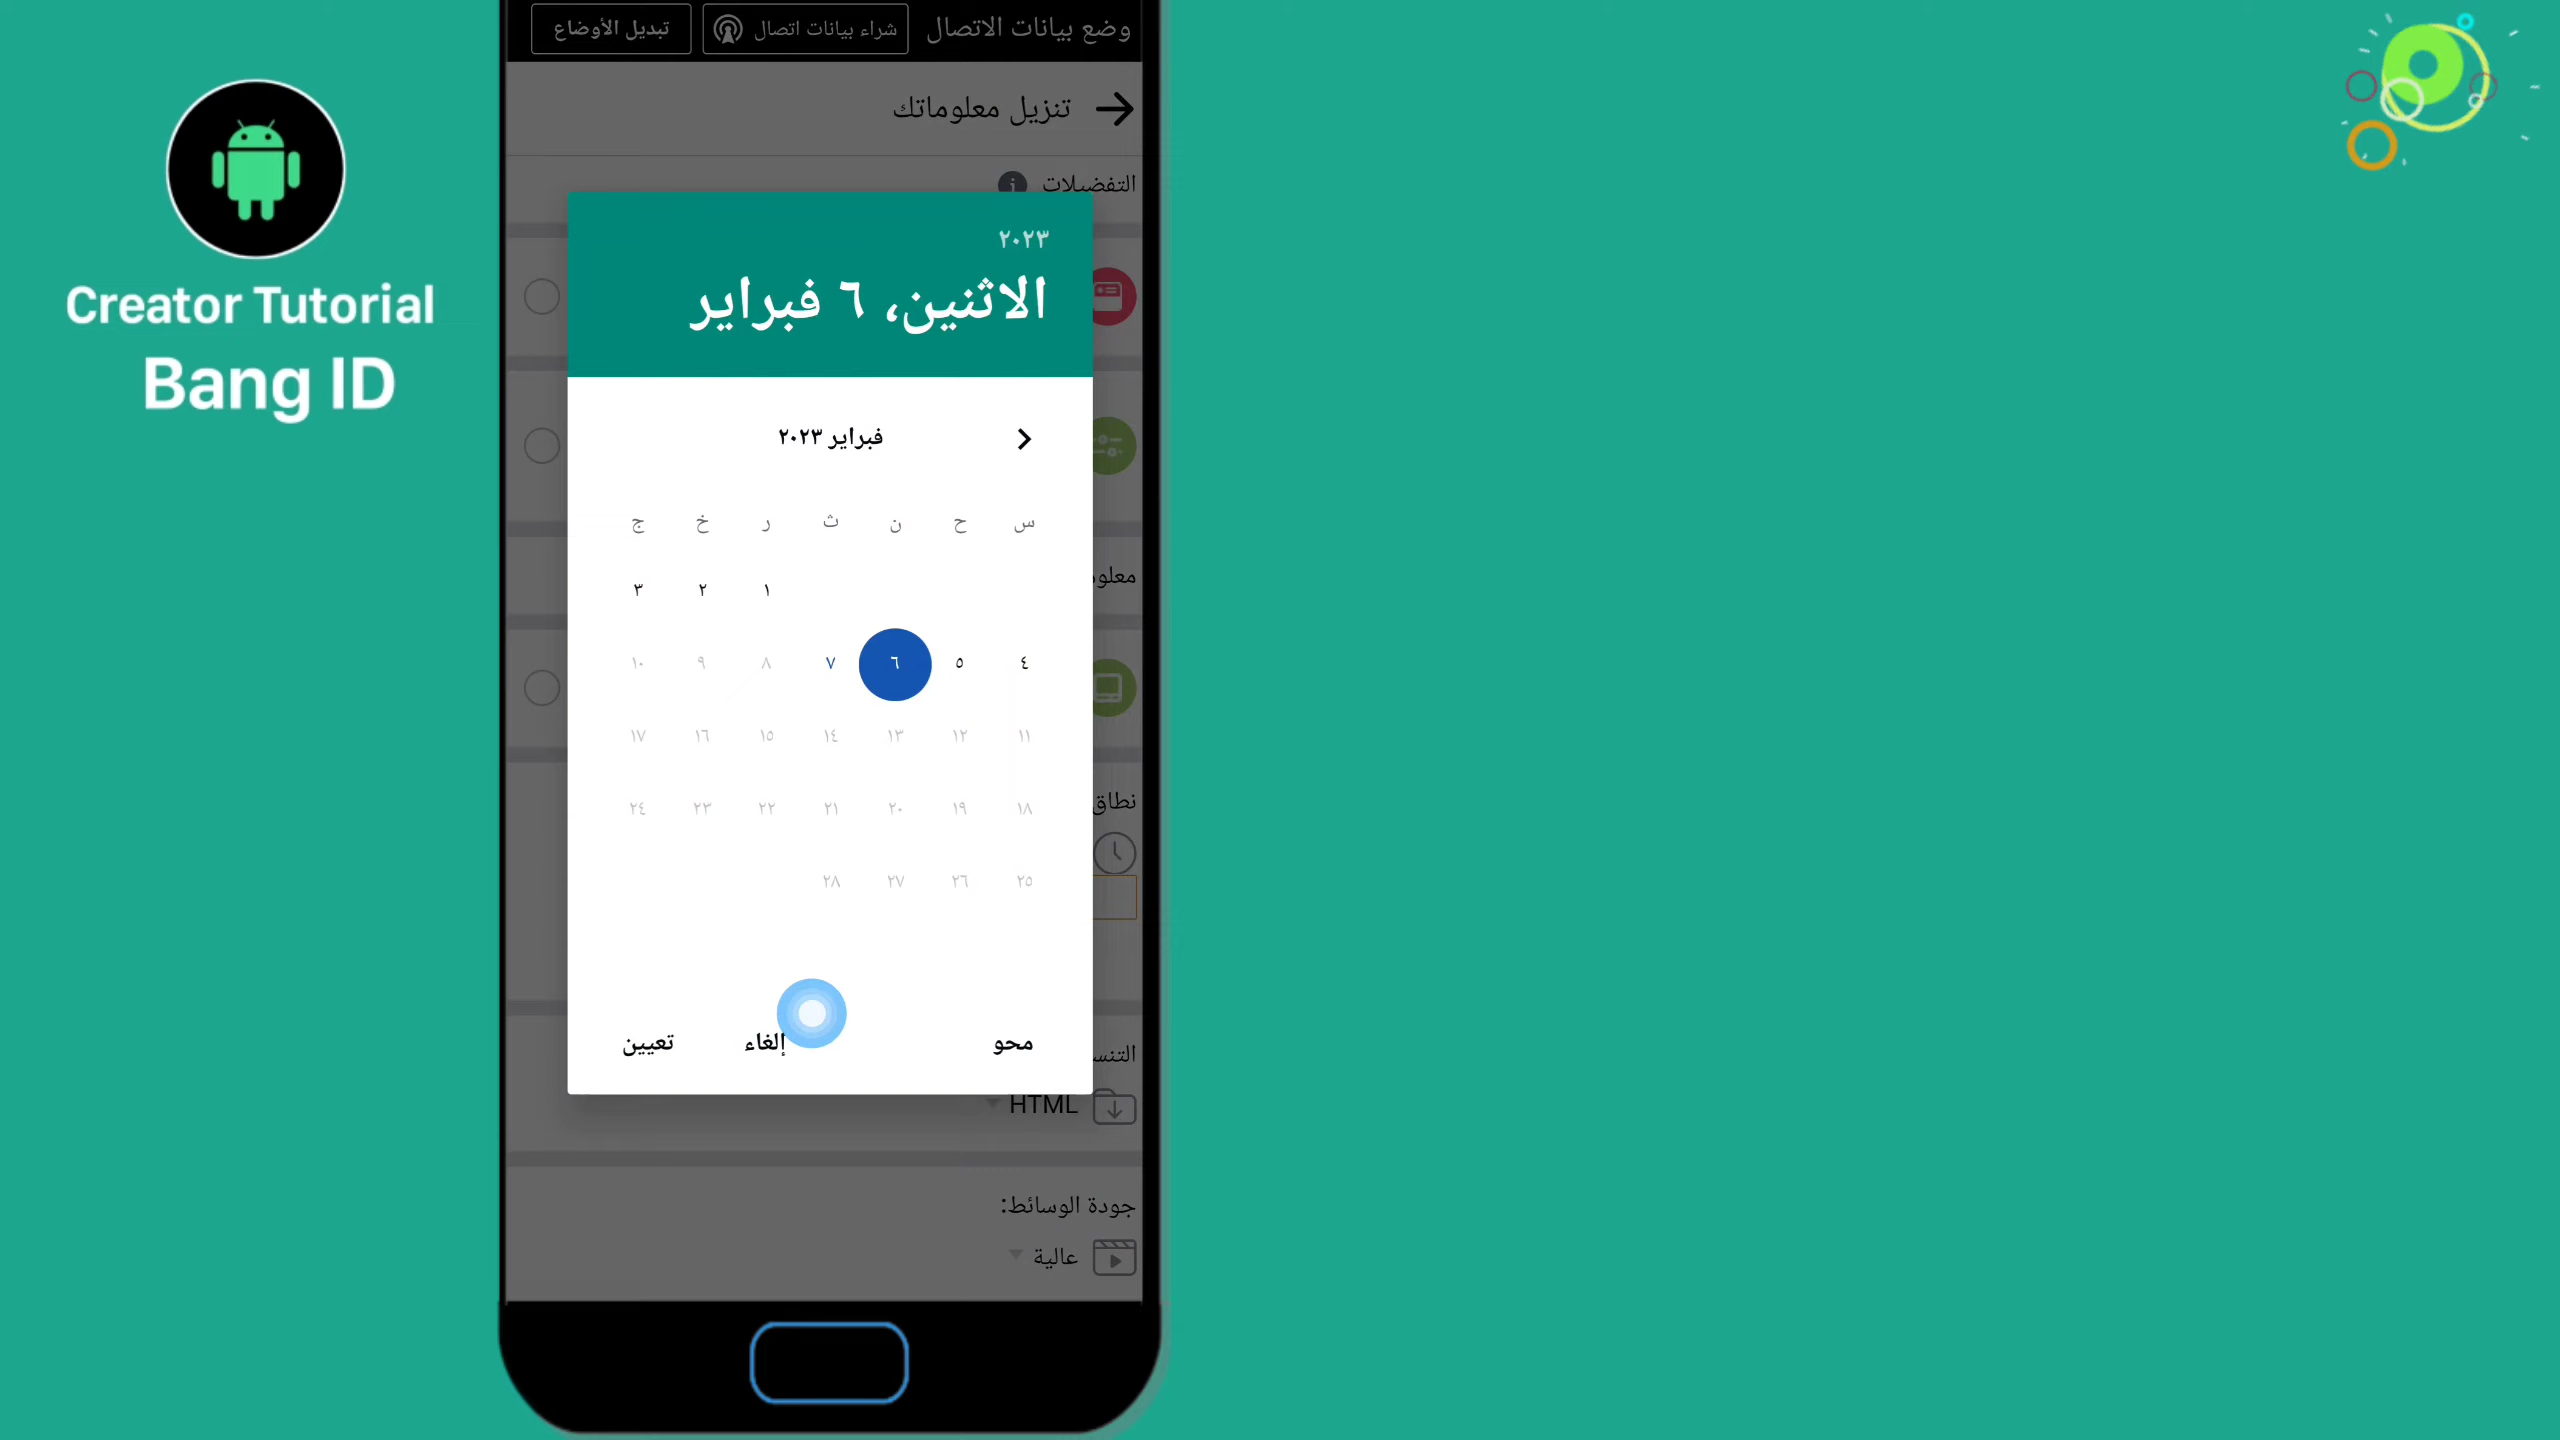 وضع بيانات الاتصال شراء بيانات اتصال تبديل الأوضاع
تنزيل معلوماتك
التفضيلات
Creator Tutorial
Bang ID
٢٠٢٣
الاثنين، ٦ فبراير
فبراير ٢٠٢٣
س ح ن ث ر خ ج
١ ٢ ٣
٤ ٥ ٦ ٧ ٨ ٩ ١٠
١١ ١٢ ١٣ ١٤ ١٥ ١٦ ١٧
١٨ ١٩ ٢٠ ٢١ ٢٢ ٢٣ ٢٤
٢٥ ٢٦ ٢٧ ٢٨
محو إلغاء تعيين
نطاق
HTML
جودة الوسائط:
عالية